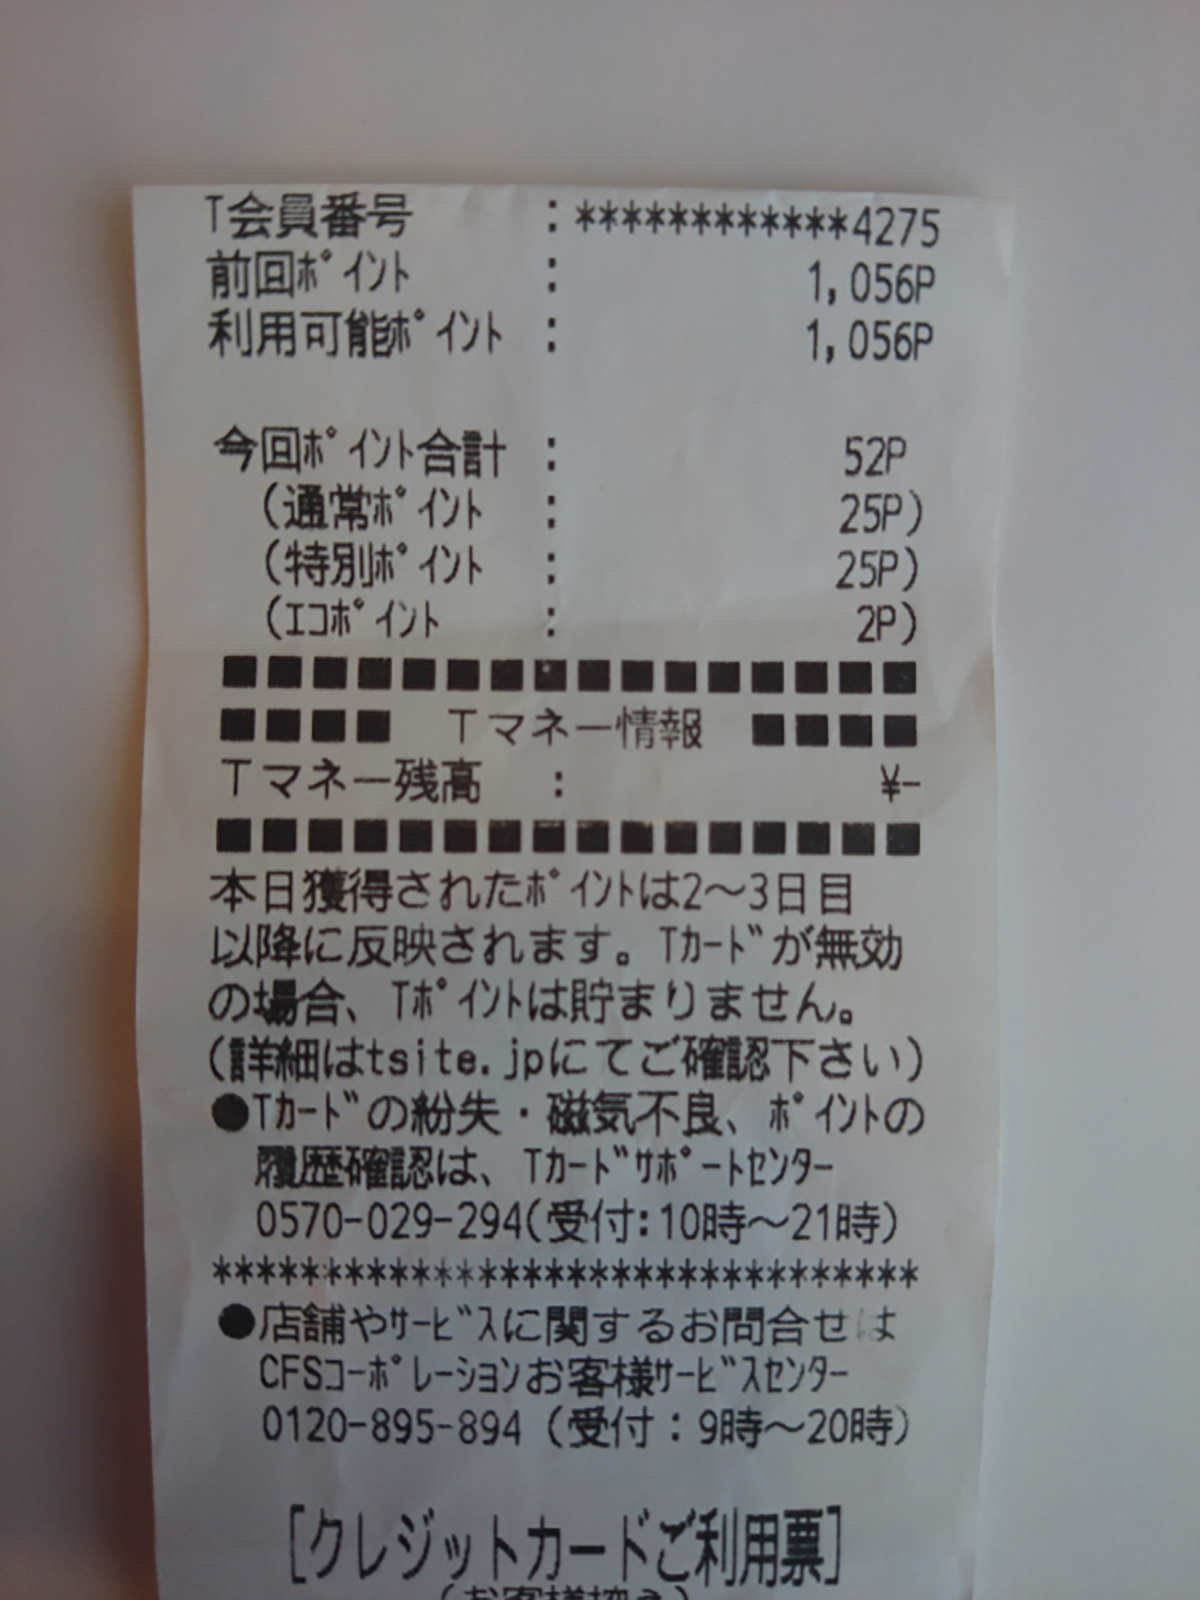 T会員番号 : ************4275
前回ﾎﾟｲﾝﾄ : 1,056P
利用可能ﾎﾟｲﾝﾄ : 1,056P
今回ﾎﾟｲﾝﾄ合計 : 52P
(通常ﾎﾟｲﾝﾄ : 25P)
(特別ﾎﾟｲﾝﾄ : 25P)
(ｴｺﾎﾟｲﾝﾄ : 2P)
■■■■■■■■■■■■■■■■
■■■■ Tマネー情報 ■■■■
Tマネー残高 : ¥-
■■■■■■■■■■■■■■■■
本日獲得されたﾎﾟｲﾝﾄは2～3日目
以降に反映されます。Tｶｰﾄﾞが無効
の場合、Tﾎﾟｲﾝﾄは貯まりません。
(詳細はtsite.jpにてご確認下さい)
●Tｶｰﾄﾞの紛失・磁気不良、ﾎﾟｲﾝﾄの
履歴確認は、Tｶｰﾄﾞｻﾎﾟｰﾄｾﾝﾀｰ
0570-029-294(受付:10時～21時)
********************************
●店舗やｻｰﾋﾞｽに関するお問合せは
CFSｺｰﾎﾟﾚｰｼｮﾝお客様ｻｰﾋﾞｽｾﾝﾀｰ
0120-895-894 (受付：9時～20時)
[クレジットカードご利用票]
(お客様控え)